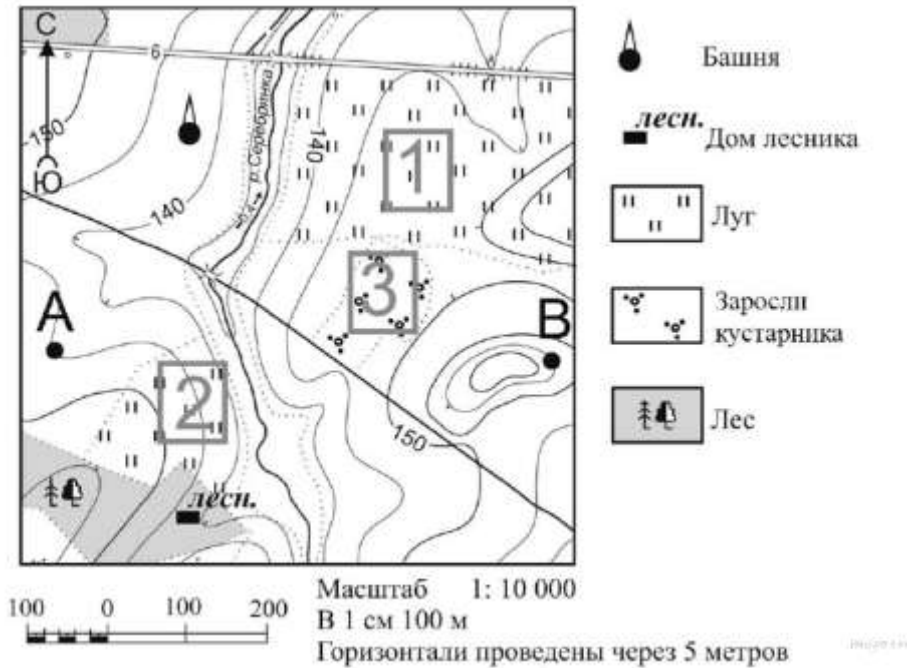 С
Ю
6
150
140
р. Серебрянка
140
1
3
А
В
2
150
лесн.
Башня
лесн.
Дом лесника
Луг
Заросли
кустарника
Лес
100 0 100 200
Масштаб 1: 10 000
В 1 см 100 м
Горизонтали проведены через 5 метров